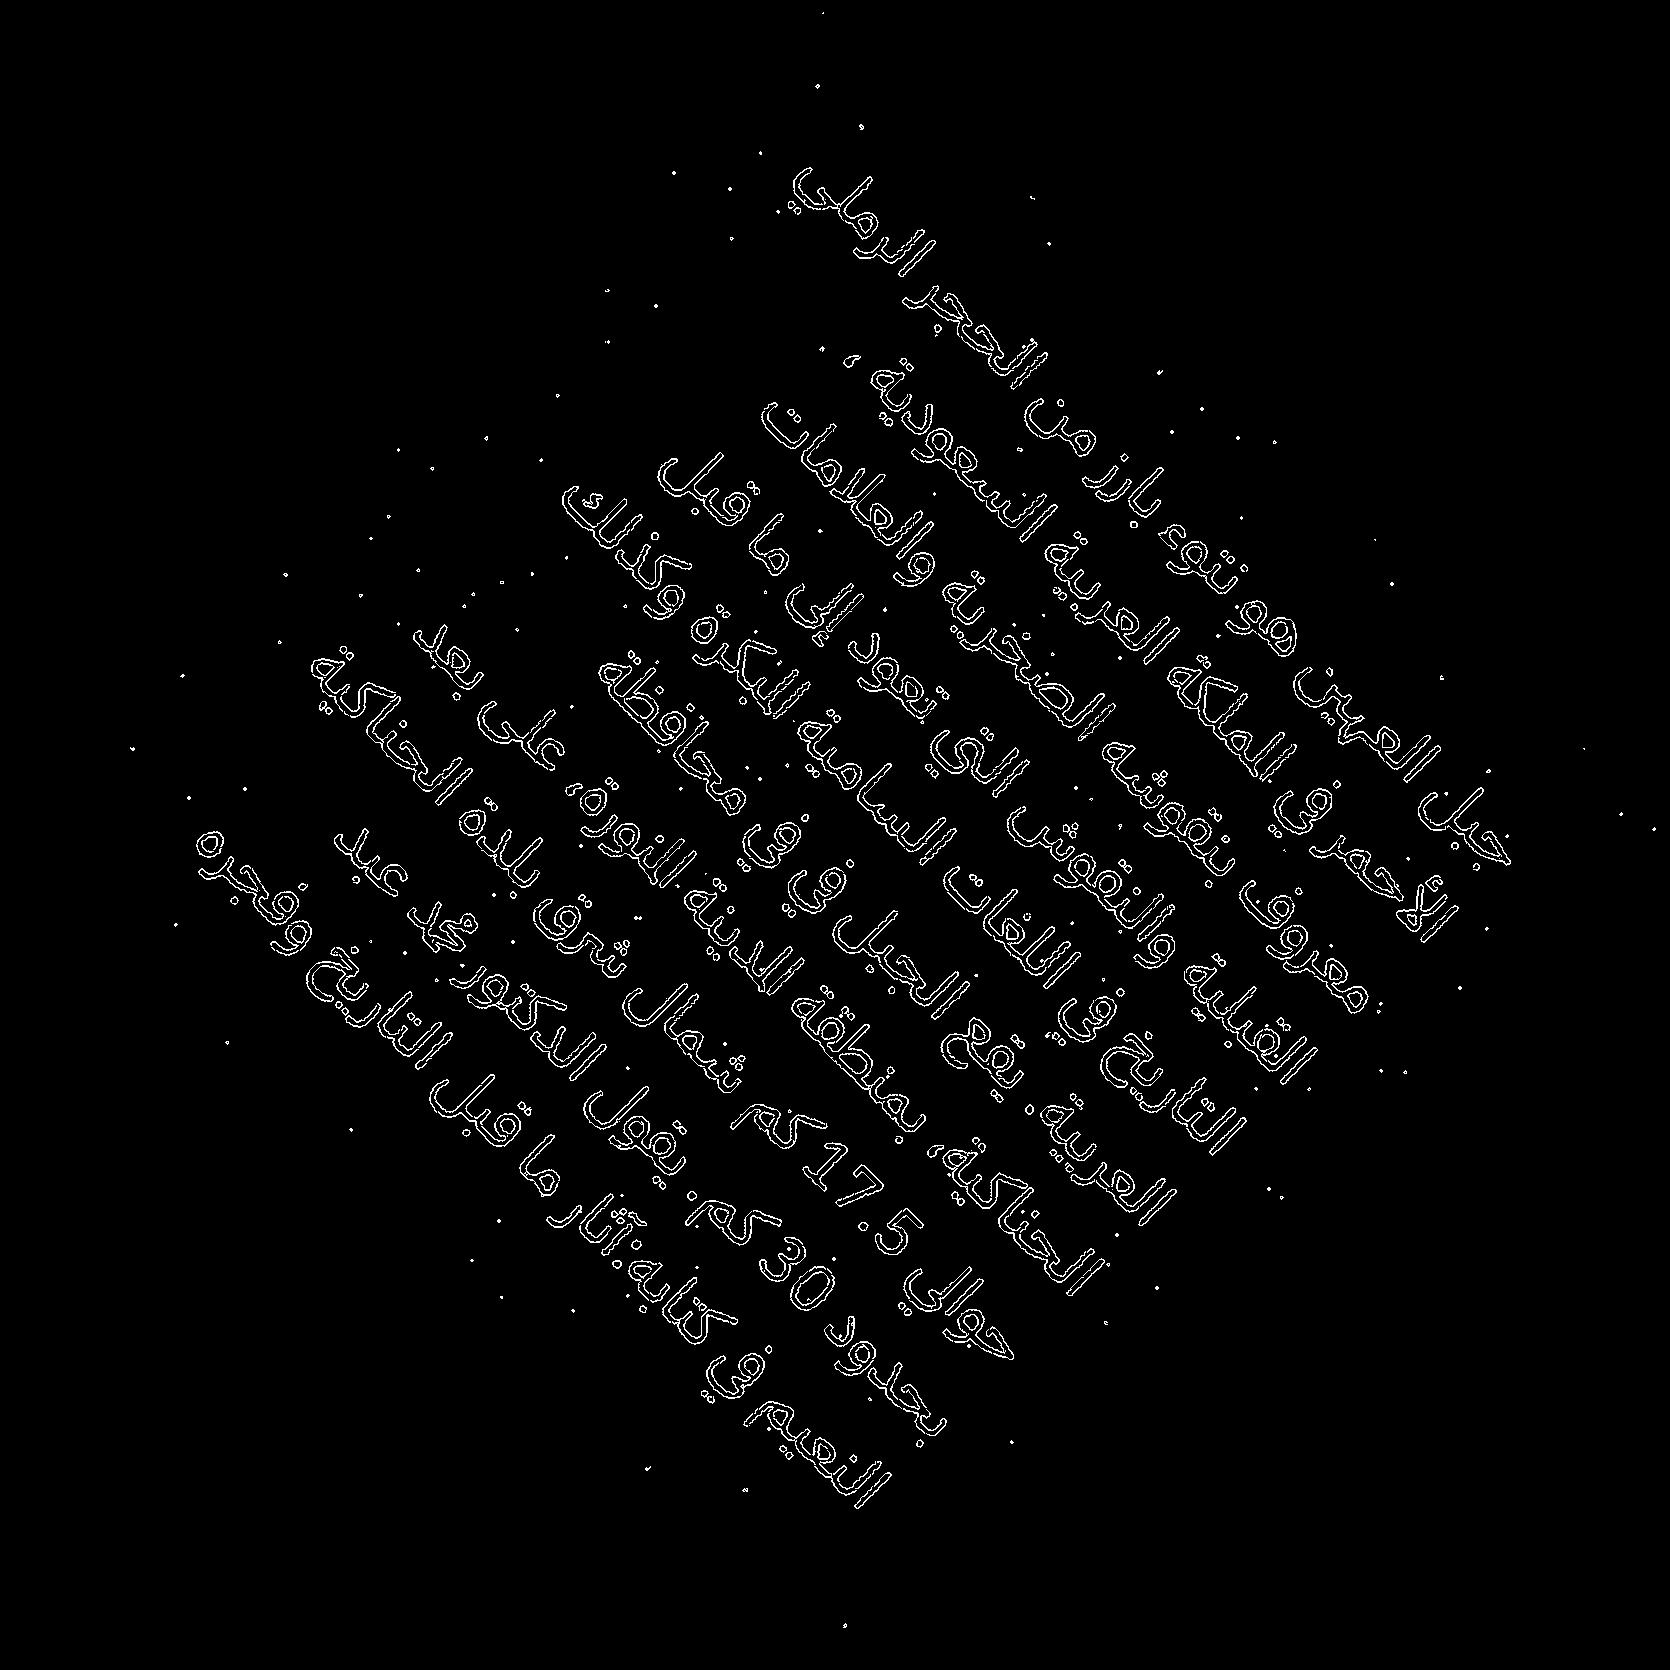 جبل المهين هو نتوء بارز من الحجر الرملي
الأحمر في المملكة العربية السعودية ،
معروف بنقوشه الصخرية والعلامات
القبلية والنقوش التي تعود إلى ما قبل
التاريخ في اللغات السامية المبكرة وكذلك
العربية. يقع الجبل في في محافظة
الحناكية، بمنطقة المدينة المنورة، على بعد
حوالي 17.5 كم شمال شرق بلدة الحناكية
بحدود 30 كم. يقول الدكتور محمد عبد
النعيم في كتابه: آثار ما قبل التاريخ وفجره